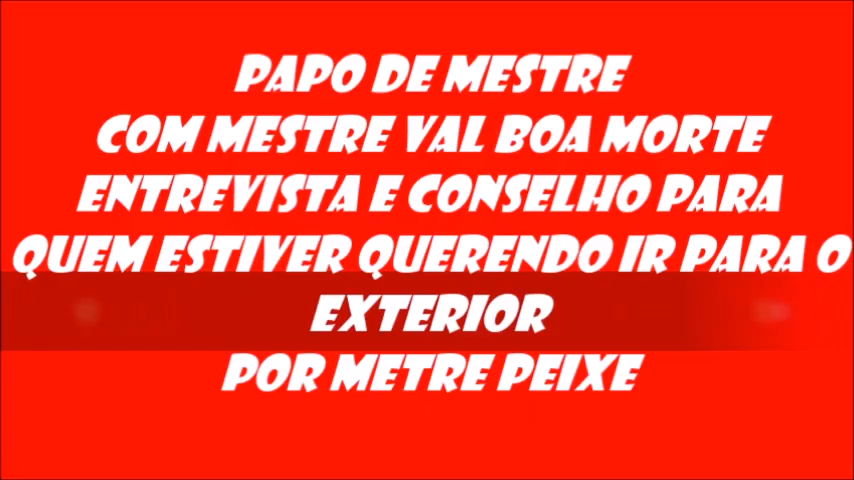 PAPO DE MESTRE
COM MESTRE VAL BOA MORTE
ENTREVISTA E CONSELHO PARA
QUEM ESTIVER QUERENDO IR PARA O
EXTERIOR
POR METRE PEIXE